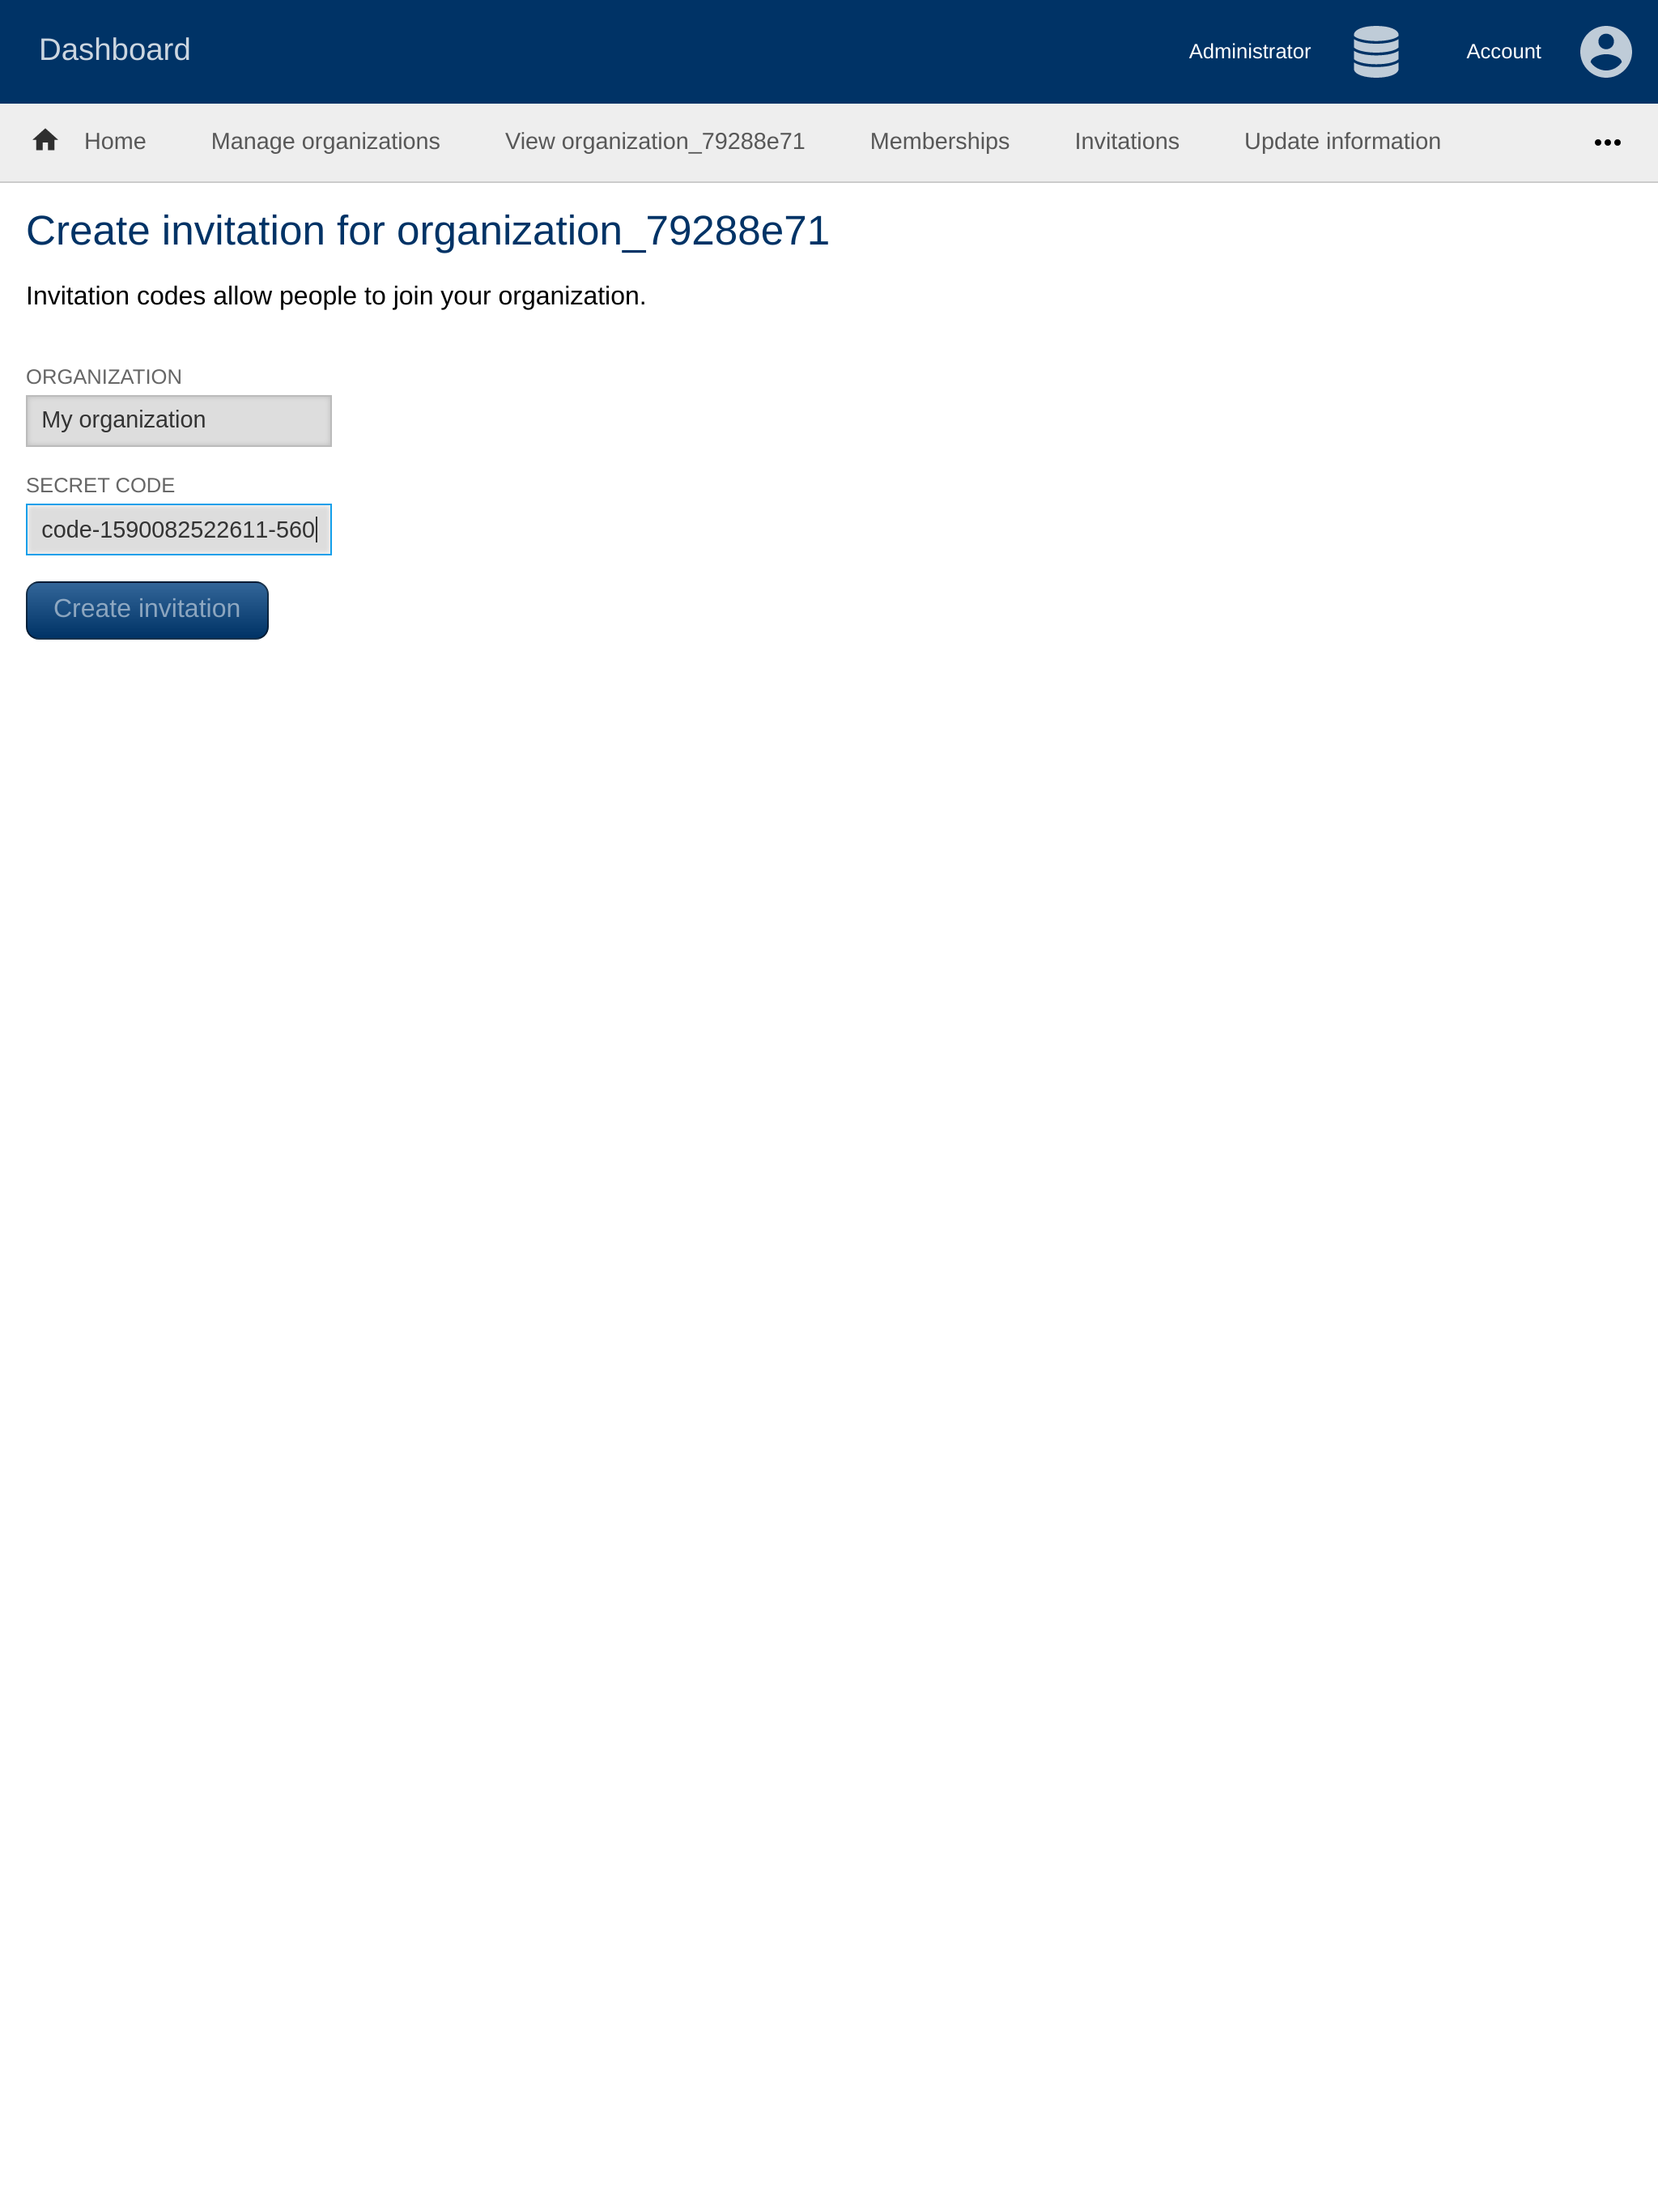 Dashboard
Administrator
Account
Home
Manage organizations
View organization_79288e71
Memberships
Invitations
Update information
Create invitation for organization_79288e71
Invitation codes allow people to join your organization.
ORGANIZATION
My organization
SECRET CODE
code-1590082522611-560
Create invitation